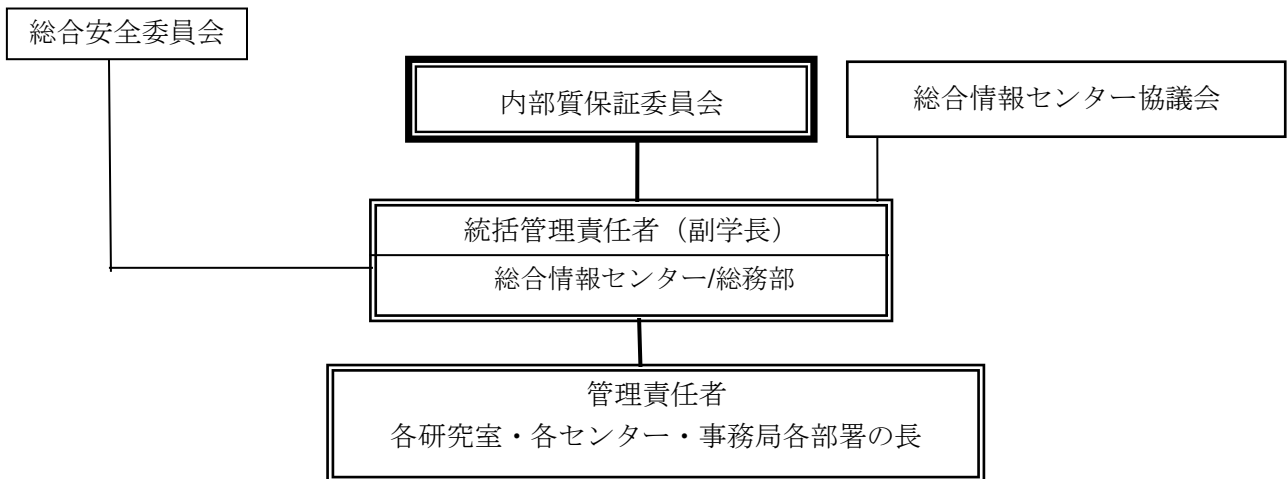 総合安全委員会
内部質保証委員会
総合情報センター協議会
統括管理責任者（副学長）
総合情報センター/総務部
管理責任者
各研究室・各センター・事務局各部署の長